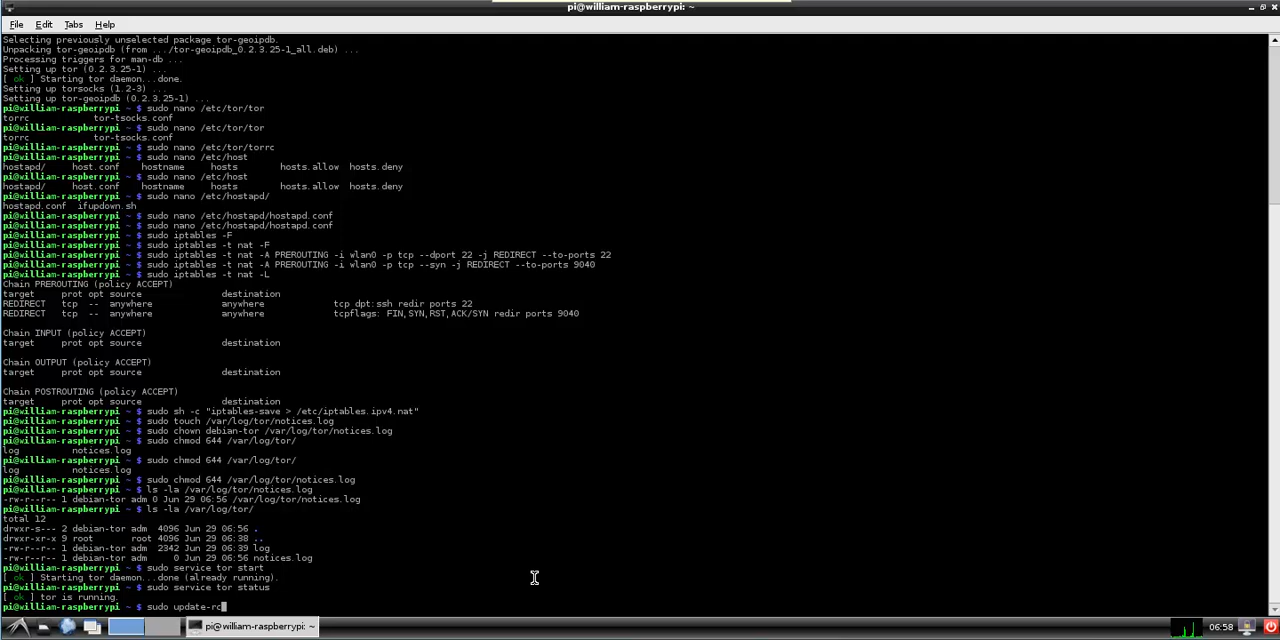 pi@william-raspberrypi: ~
File Edit Tabs Help
Selecting previously unselected package tor-geoipdb.
Unpacking tor-geoipdb (from .../tor-geoipdb_0.2.3.25-1_all.deb) ...
Processing triggers for man-db ...
Setting up tor (0.2.3.25-1) ...
[ ok ] Starting tor daemon...done.
Setting up torsocks (1.2-3) ...
Setting up tor-geoipdb (0.2.3.25-1) ...
pi@william-raspberrypi ~ $ sudo nano /etc/tor/tor
torrc tor-tsocks.conf
pi@william-raspberrypi ~ $ sudo nano /etc/tor/tor
torrc tor-tsocks.conf
pi@william-raspberrypi ~ $ sudo nano /etc/tor/torrc
pi@william-raspberrypi ~ $ sudo nano /etc/host
hostapd/ host.conf hostname hosts hosts.allow hosts.deny
pi@william-raspberrypi ~ $ sudo nano /etc/host
hostapd/ host.conf hostname hosts hosts.allow hosts.deny
pi@william-raspberrypi ~ $ sudo nano /etc/hostapd/
hostapd.conf ifupdown.sh
pi@william-raspberrypi ~ $ sudo nano /etc/hostapd/hostapd.conf
pi@william-raspberrypi ~ $ sudo nano /etc/hostapd/hostapd.conf
pi@william-raspberrypi ~ $ sudo iptables -F
pi@william-raspberrypi ~ $ sudo iptables -t nat -F
pi@william-raspberrypi ~ $ sudo iptables -t nat -A PREROUTING -i wlan0 -p tcp --dport 22 -j REDIRECT --to-ports 22
pi@william-raspberrypi ~ $ sudo iptables -t nat -A PREROUTING -i wlan0 -p tcp --syn -j REDIRECT --to-ports 9040
pi@william-raspberrypi ~ $ sudo iptables -t nat -L
Chain PREROUTING (policy ACCEPT)
target prot opt source destination
REDIRECT tcp -- anywhere anywhere tcp dpt:ssh redir ports 22
REDIRECT tcp -- anywhere anywhere tcpflags: FIN,SYN,RST,ACK/SYN redir ports 9040
Chain INPUT (policy ACCEPT)
target prot opt source destination
Chain OUTPUT (policy ACCEPT)
target prot opt source destination
Chain POSTROUTING (policy ACCEPT)
target prot opt source destination
pi@william-raspberrypi ~ $ sudo sh -c "iptables-save > /etc/iptables.ipv4.nat"
pi@william-raspberrypi ~ $ sudo touch /var/log/tor/notices.log
pi@william-raspberrypi ~ $ sudo chown debian-tor /var/log/tor/notices.log
pi@william-raspberrypi ~ $ sudo chmod 644 /var/log/tor/
log notices.log
pi@william-raspberrypi ~ $ sudo chmod 644 /var/log/tor/
log notices.log
pi@william-raspberrypi ~ $ sudo chmod 644 /var/log/tor/notices.log
pi@william-raspberrypi ~ $ ls -la /var/log/tor/notices.log
-rw-r--r-- 1 debian-tor adm 0 Jun 29 06:56 /var/log/tor/notices.log
pi@william-raspberrypi ~ $ ls -la /var/log/tor/
total 12
drwxr-s--- 2 debian-tor adm 4096 Jun 29 06:56 .
drwxr-xr-x 9 root root 4096 Jun 29 06:38 ..
-rw-r--r-- 1 debian-tor adm 2342 Jun 29 06:39 log
-rw-r--r-- 1 debian-tor adm 0 Jun 29 06:56 notices.log
pi@william-raspberrypi ~ $ sudo service tor start
[ ok ] Starting tor daemon...done (already running).
pi@william-raspberrypi ~ $ sudo service tor status
[ ok ] tor is running.
pi@william-raspberrypi ~ $ sudo update-rc
pi@william-raspberrypi: ~
06:58